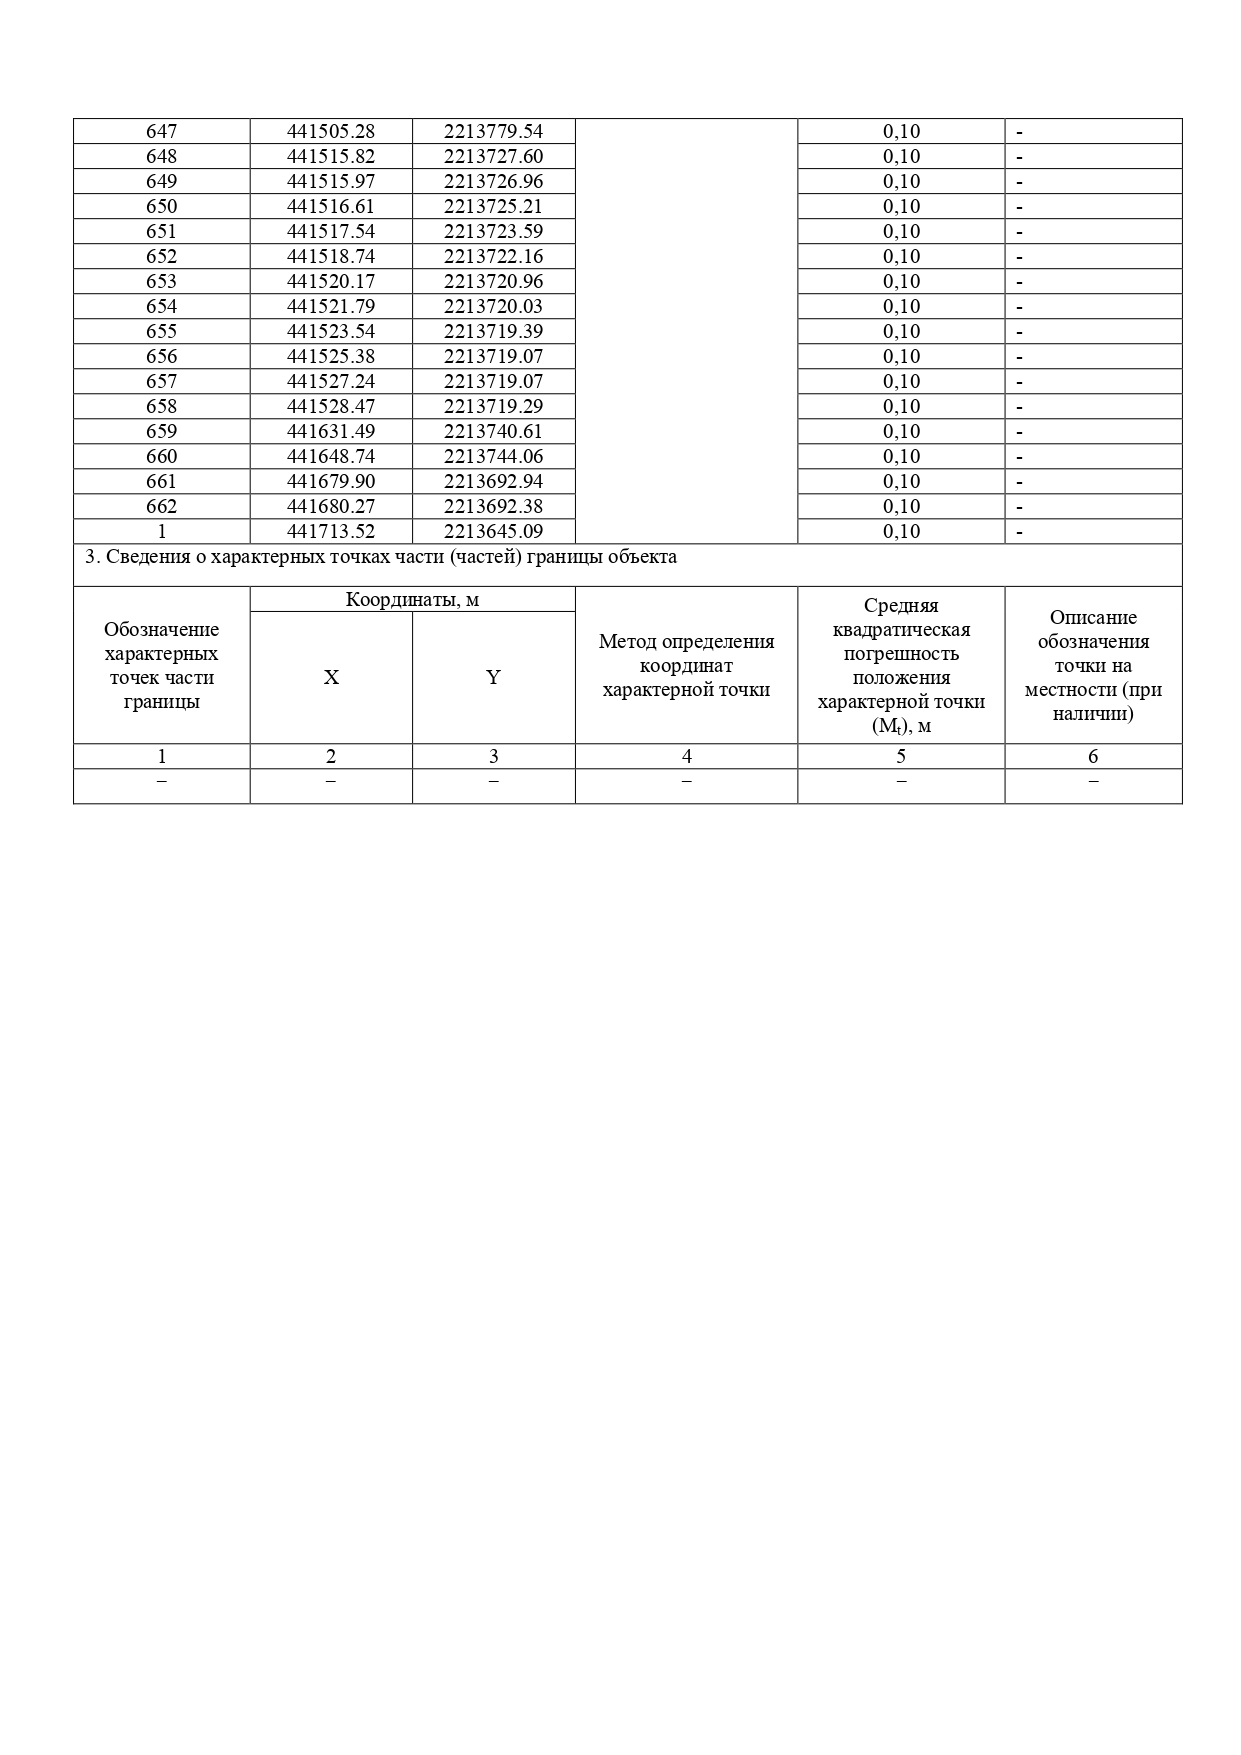 647 441505.28 2213779.54 0,10 -
648 441515.82 2213727.60 0,10 -
649 441515.97 2213726.96 0,10 -
650 441516.61 2213725.21 0,10 -
651 441517.54 2213723.59 0,10 -
652 441518.74 2213722.16 0,10 -
653 441520.17 2213720.96 0,10 -
654 441521.79 2213720.03 0,10 -
655 441523.54 2213719.39 0,10 -
656 441525.38 2213719.07 0,10 -
657 441527.24 2213719.07 0,10 -
658 441528.47 2213719.29 0,10 -
659 441631.49 2213740.61 0,10 -
660 441648.74 2213744.06 0,10 -
661 441679.90 2213692.94 0,10 -
662 441680.27 2213692.38 0,10 -
1 441713.52 2213645.09 0,10 -
3. Сведения о характерных точках части (частей) границы объекта
Обозначение
характерных
точек части
границы
Координаты, м
X Y
Метод определения
координат
характерной точки
Средняя
квадратическая
погрешность
положения
характерной точки
(Mt), м
Описание
обозначения
точки на
местности (при
наличии)
1 2 3 4 5 6
– – – – – –